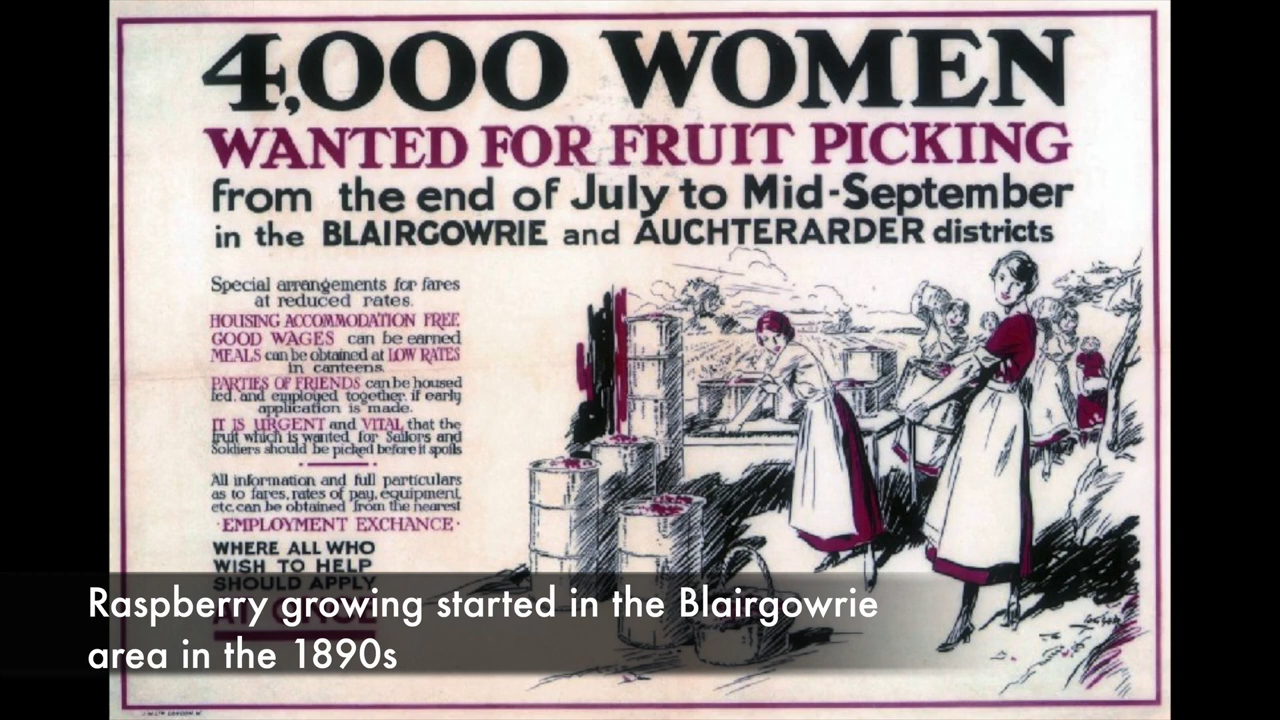 4,000 WOMEN
WANTED FOR FRUIT PICKING
from the end of July to Mid-September
in the BLAIRGOWRIE and AUCHTERARDER districts
Special arrangements for fares
at reduced rates.
HOUSING ACCOMMODATION FREE
GOOD WAGES can be earned
MEALS can be obtained at LOW RATES
in canteens.
PARTIES OF FRIENDS can be housed
fed, and employed together, if early
application is made.
IT IS URGENT and VITAL that the
fruit which is wanted for Sailors and
Soldiers should be picked before it spoils
All information and full particulars
as to fares, rates of pay, equipment,
etc. can be obtained from the nearest
·EMPLOYMENT EXCHANGE·
WHERE ALL WHO
WISH TO HELP
SHOULD APPLY
AT ONCE
Raspberry growing started in the Blairgowrie
area in the 1890s